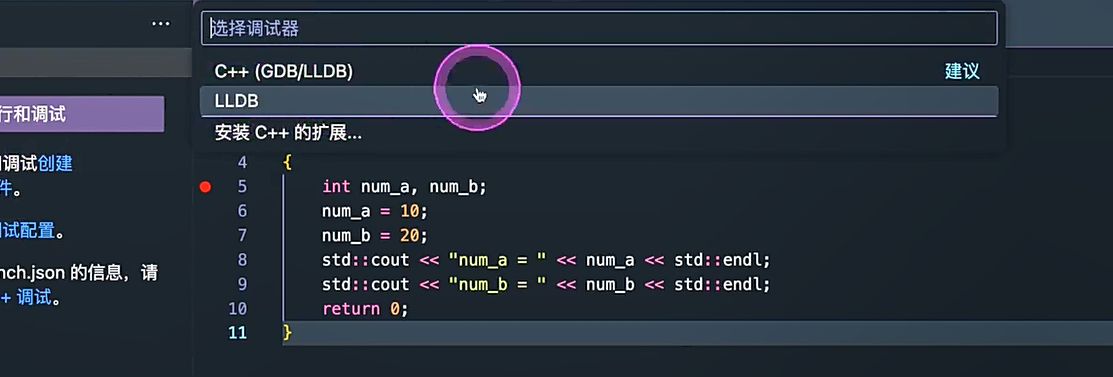 ...
选择调试器
C++ (GDB/LLDB) 建议
LLDB
安装 C++ 的扩展...
行和调试
调试创建
件。
试配置。
nch.json 的信息，请
+ 调试。
4 {
5 int num_a, num_b;
6 num_a = 10;
7 num_b = 20;
8 std::cout << "num_a = " << num_a << std::endl;
9 std::cout << "num_b = " << num_b << std::endl;
10 return 0;
11 }